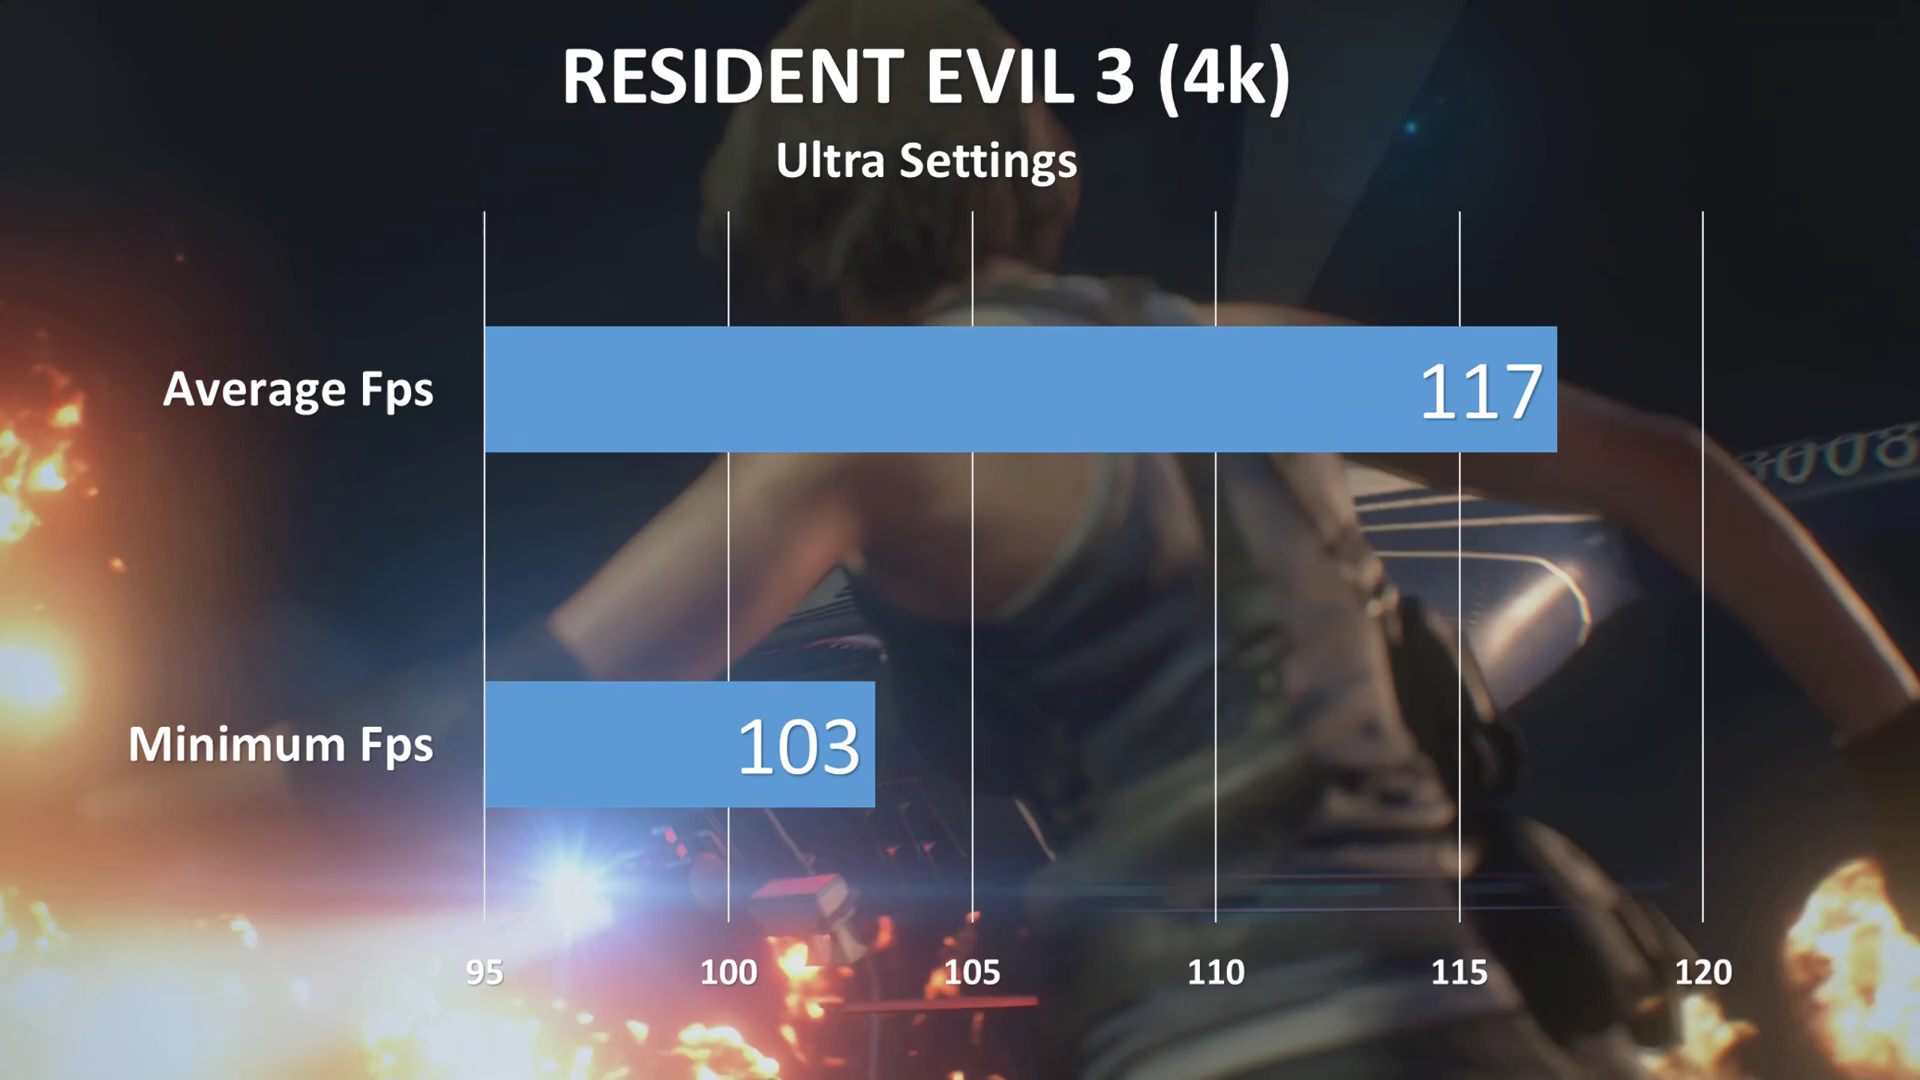 RESIDENT EVIL 3 (4k)
Ultra Settings
Average Fps
117
Minimum Fps
103
95 100 105 110 115 120